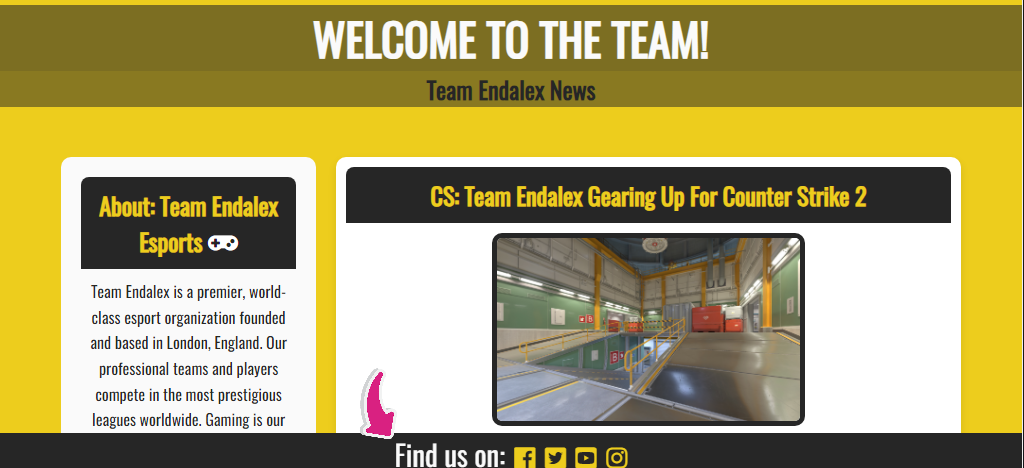 WELCOME TO THE TEAM!
Team Endalex News
About: Team Endalex
Esports
Team Endalex is a premier, world-
class esport organization founded
and based in London, England. Our
professional teams and players
compete in the most prestigious
leagues worldwide. Gaming is our
CS: Team Endalex Gearing Up For Counter Strike 2
B
B
Find us on: